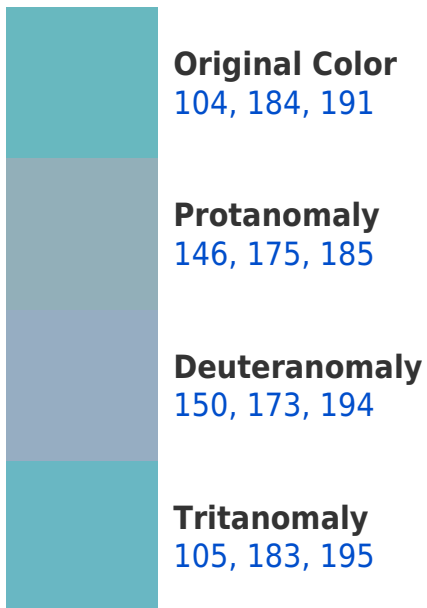 Original Color
104, 184, 191
Protanomaly
146, 175, 185
Deuteranomaly
150, 173, 194
Tritanomaly
105, 183, 195